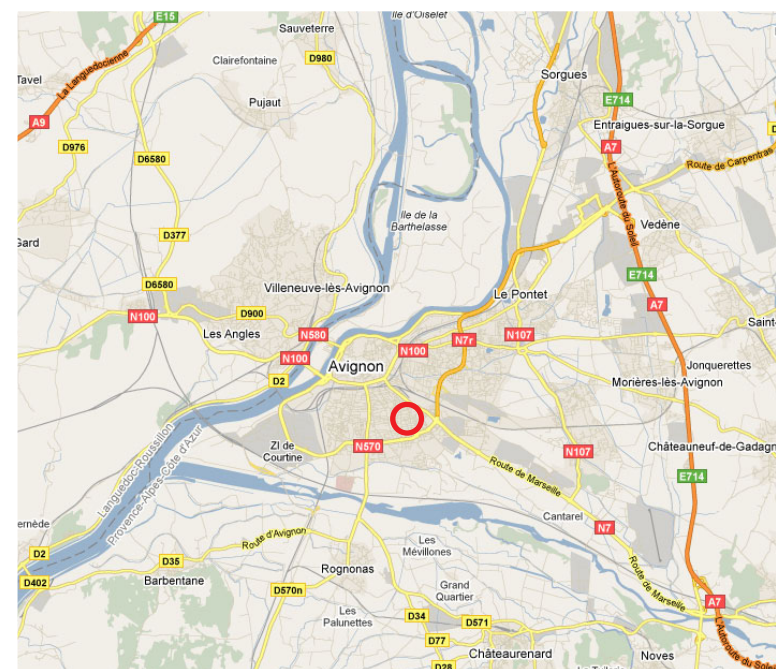 Ile d'Oiselet
E15
Sauveterre
D980
Clairefontaine
La Languedocienne
Sorgues
Tavel
Pujaut
E714
A9
Entraigues-sur-la-Sorgue
D976
A7
D6580
Route de Carpentras
L'Autoroute du Soleil
Ile de la
Barthelasse
Vedène
D377
Gard
E714
D6580
Villeneuve-lès-Avignon
Le Pontet
A7
N100
D900
Saint-
Les Angles
N580
N107
N7r
N100
N100
Avignon
Jonquerettes
D2
Morières-lès-Avignon
ZI de
Courtine
N570
N107
Châteauneuf-de-Gadagn
Languedoc-Roussillon
Provence-Alpes-Côte d'Azur
Route de Marseille
E714
Cantarel
N7
Route d'Avignon
Les
Mévillones
D2
D35
Route de Marseille
D402
Barbentane
Rognonas
Grand
Quartier
D570n
A7
Les
Palunettes
D34
D571
L'Autoroute du Soleil
D77
Châteaurenard
Noves
D28